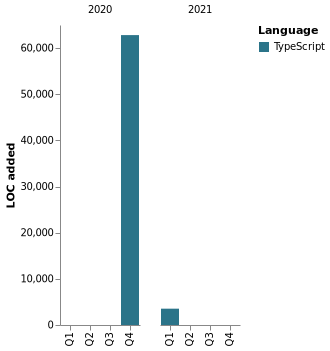 2020
2021
Language
TypeScript
LOC added
60,000
50,000
40,000
30,000
20,000
10,000
0
Q1
Q2
Q3
Q4
Q1
Q2
Q3
Q4